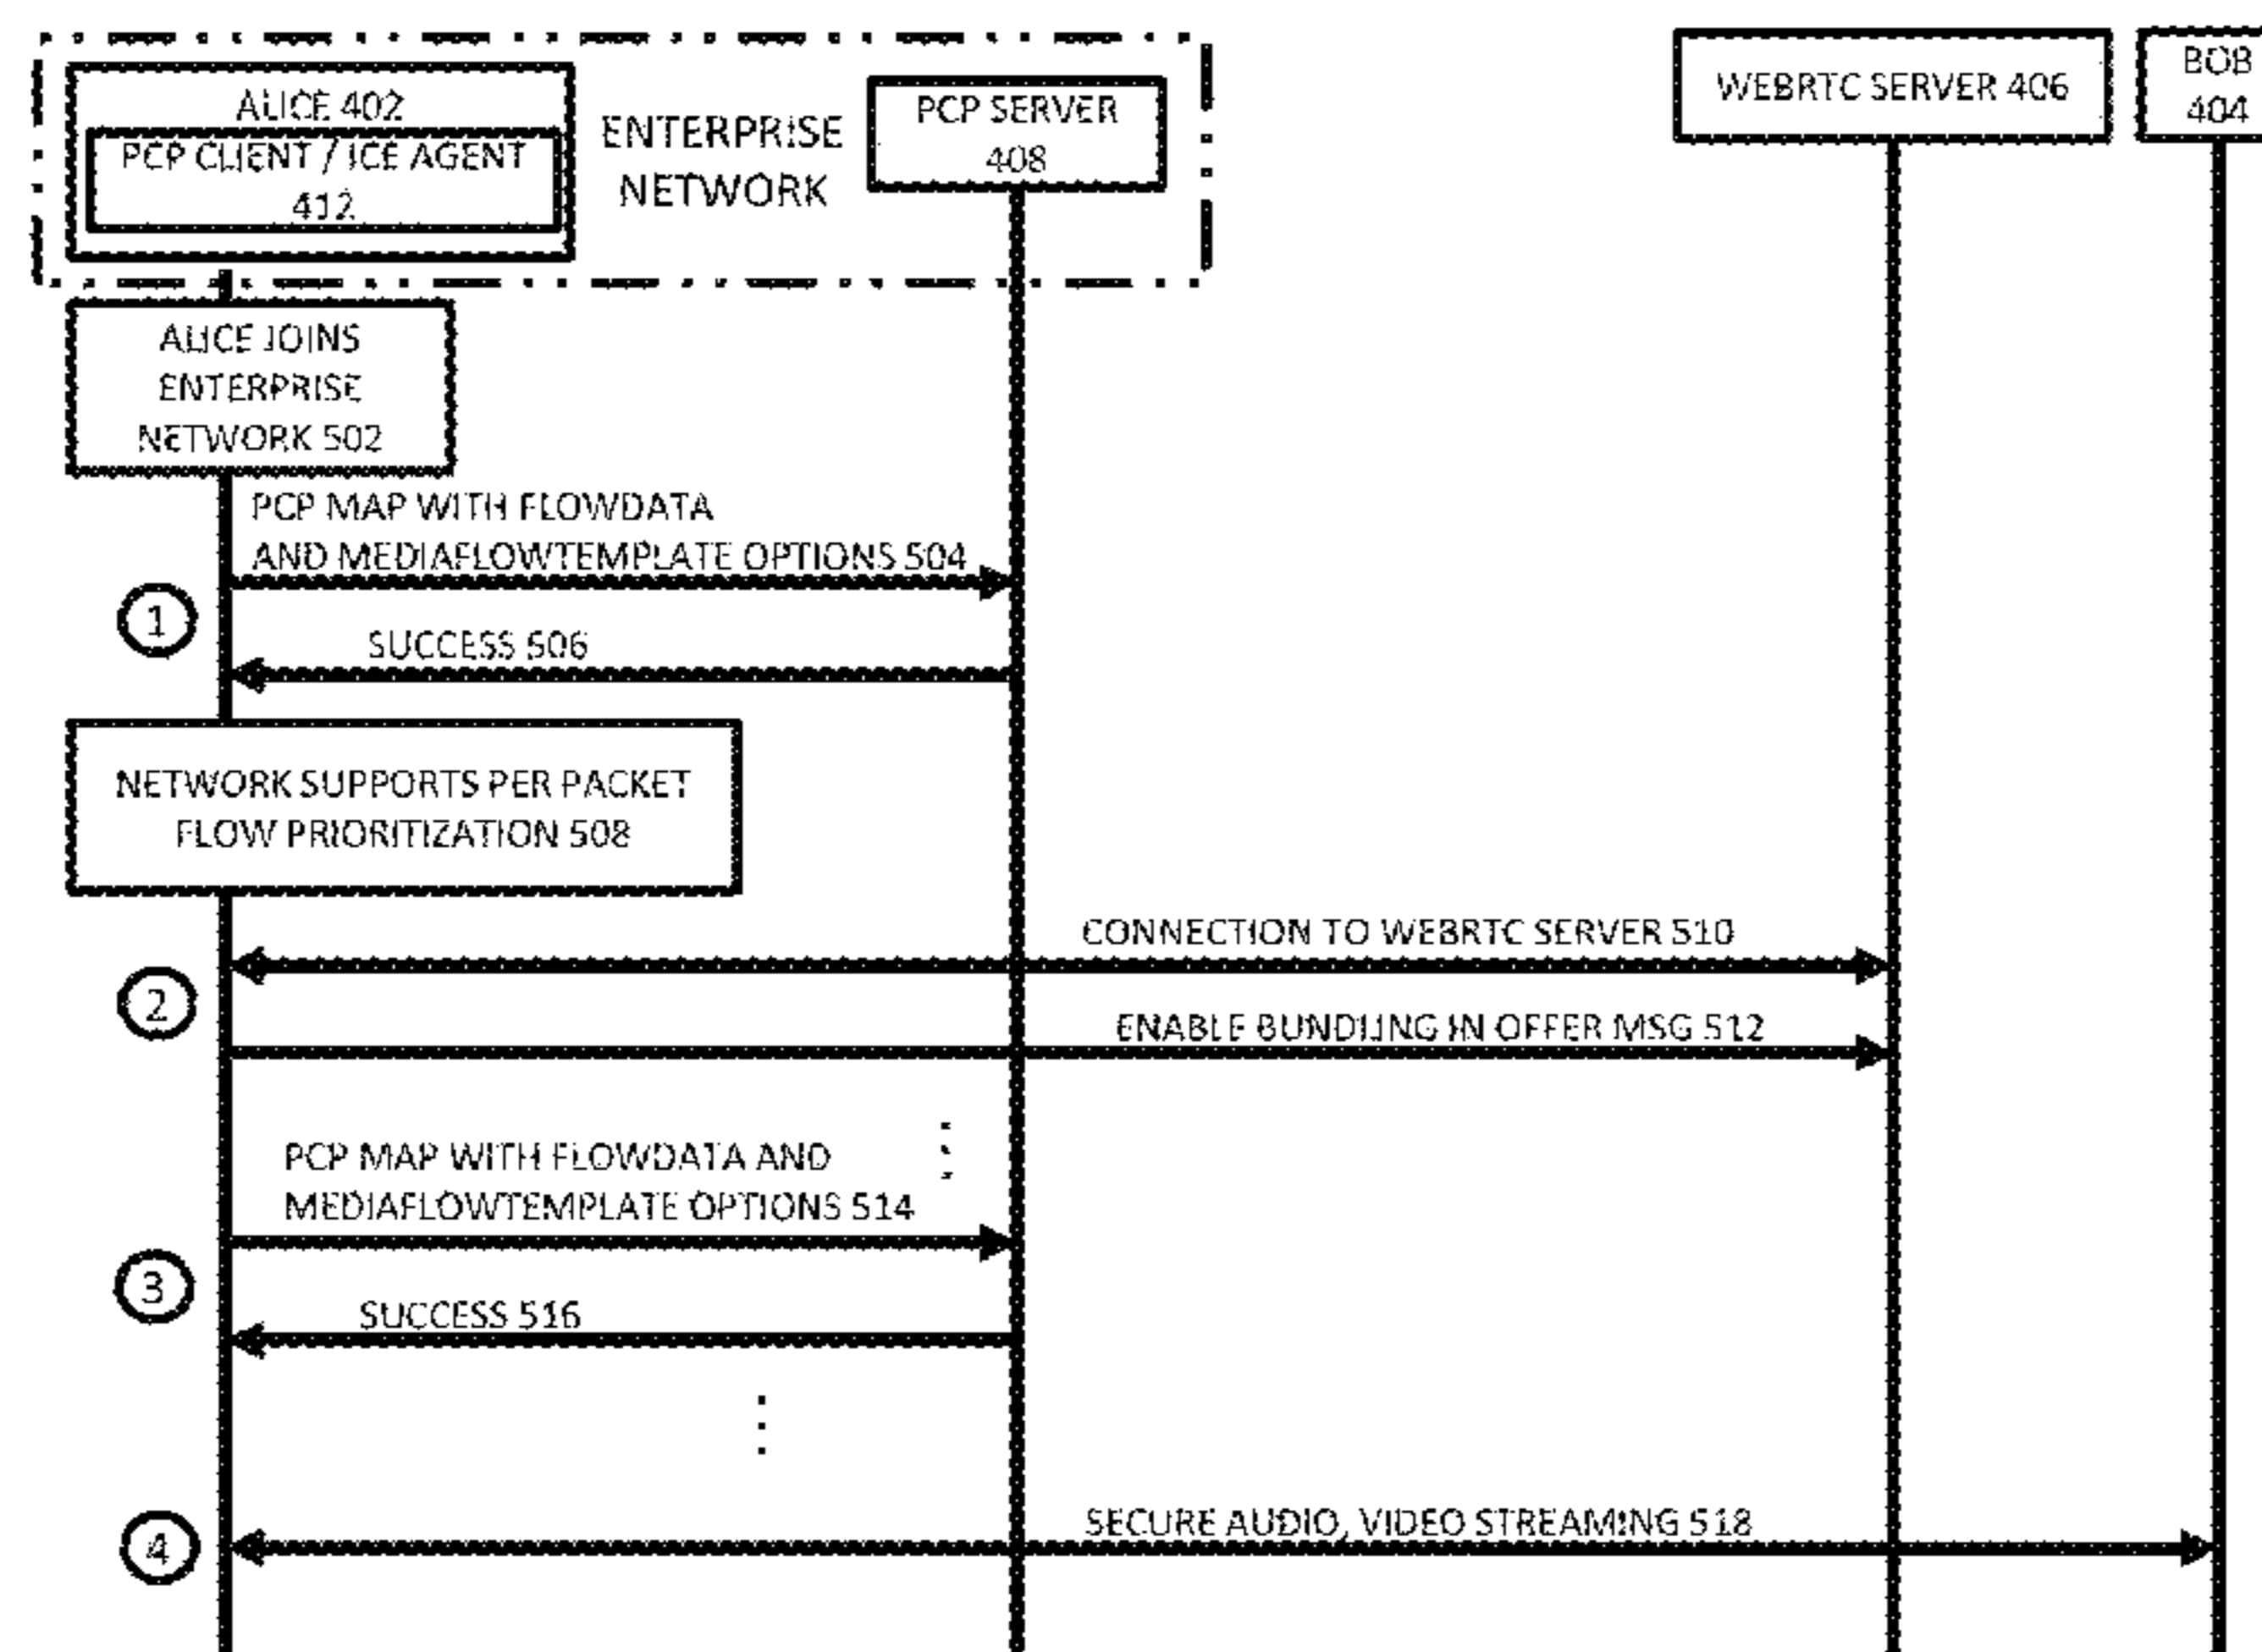 ALICE 402
PCP CLIENT / ICE AGENT
412
ENTERPRISE
NETWORK
PCP SERVER
408
WEBRTC SERVER 406
BOB
404
ALICE JOINS
ENTERPRISE
NETWORK 502
PCP MAP WITH FLOWDATA
AND MEDIAFLOWTEMPLATE OPTIONS 504
1
SUCCESS 506
NETWORK SUPPORTS PER PACKET
FLOW PRIORITIZATION 508
CONNECTION TO WEBRTC SERVER 510
2
ENABLE BUNDLING IN OFFER MSG 512
PCP MAP WITH FLOWDATA AND
MEDIAFLOWTEMPLATE OPTIONS 514
3
SUCCESS 516
SECURE AUDIO, VIDEO STREAMING 518
4